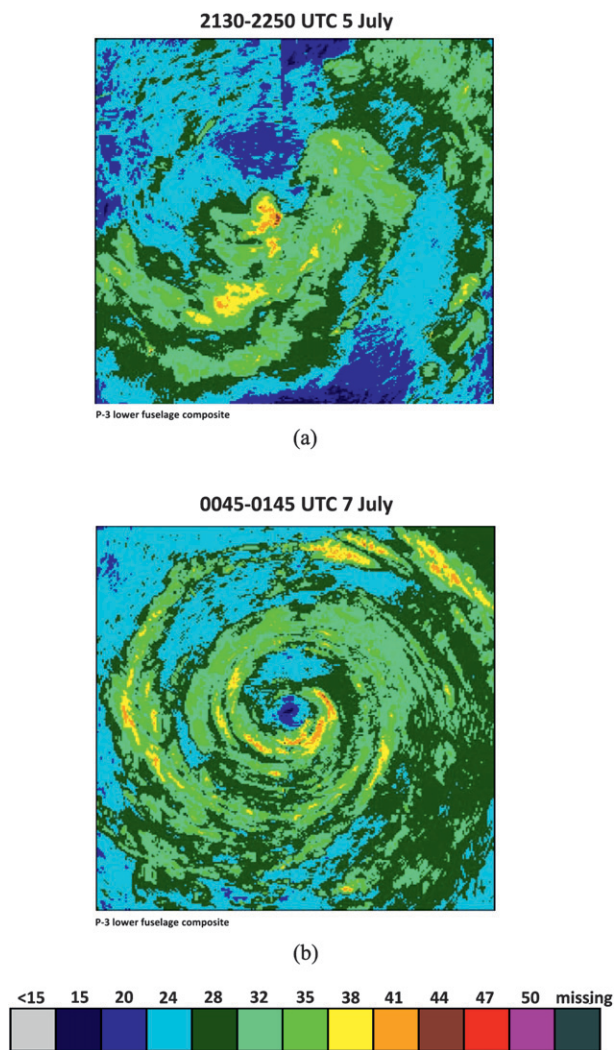 2130-2250 UTC 5 July
P-3 lower fuselage composite
(a)
0045-0145 UTC 7 July
P-3 lower fuselage composite
(b)
<15 15 20 24 28 32 35 38 41 44 47 50 missing